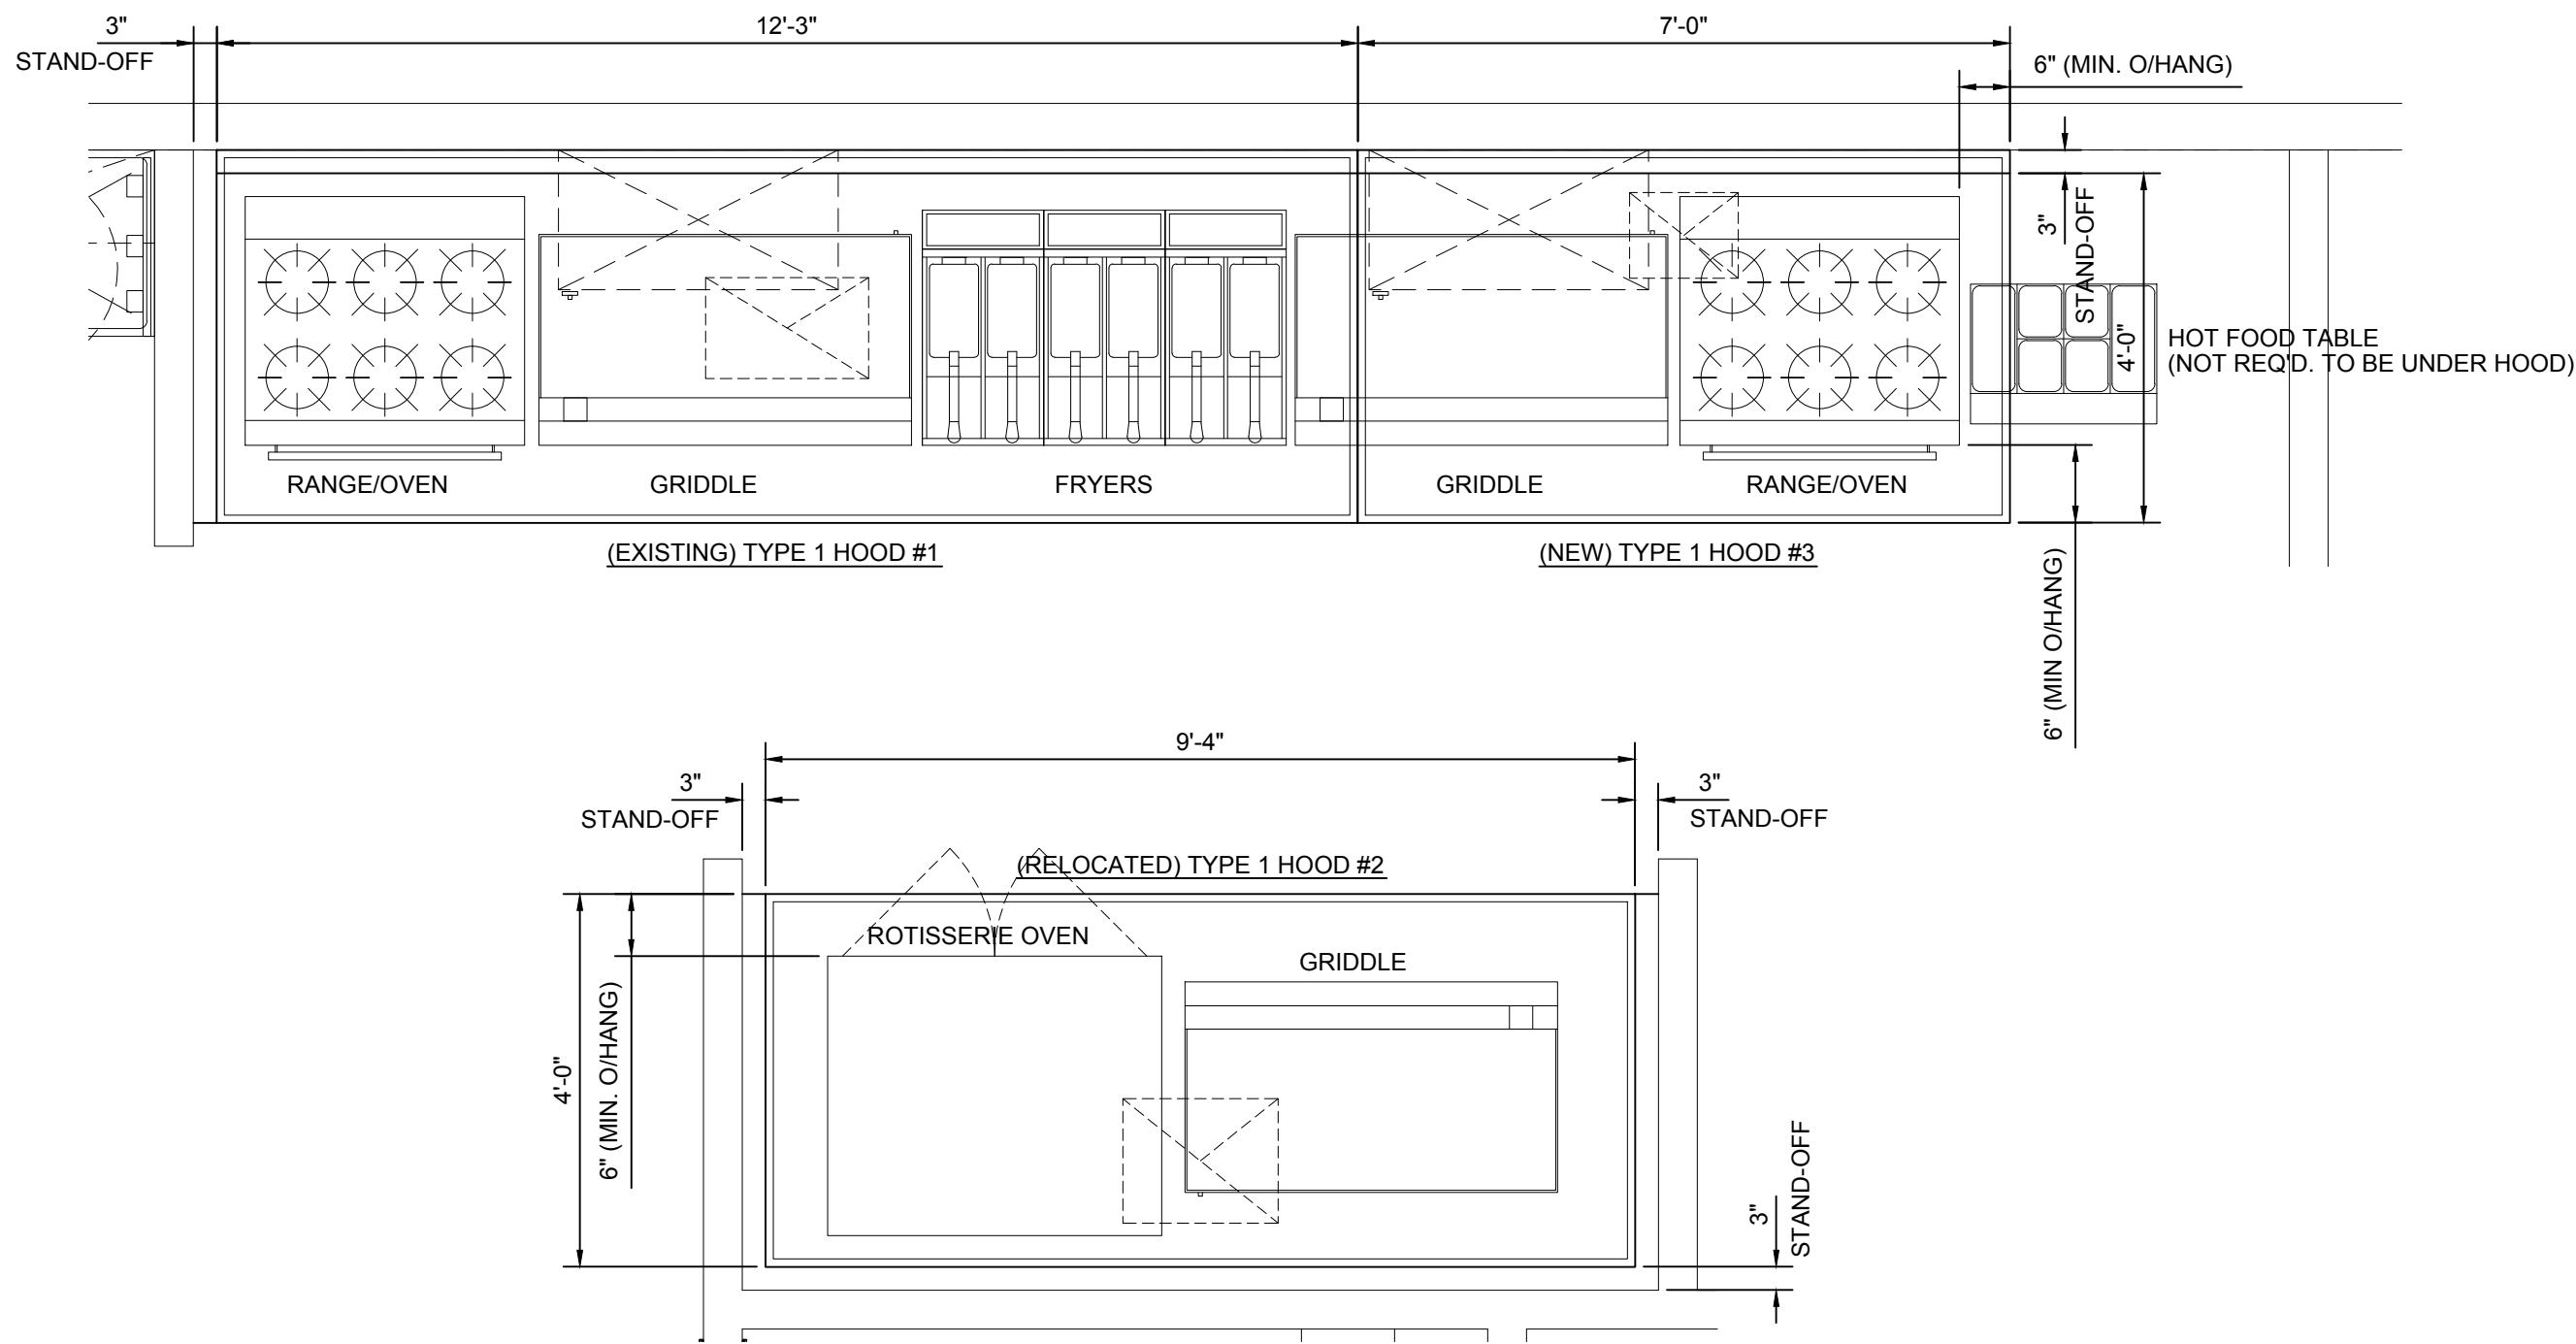 3"
12'-3"
7'-0"
STAND-OFF
6" (MIN. O/HANG)
3"
STAND-OFF
4'-0"
HOT FOOD TABLE
(NOT REQ'D. TO BE UNDER HOOD)
RANGE/OVEN
GRIDDLE
FRYERS
GRIDDLE
RANGE/OVEN
(EXISTING) TYPE 1 HOOD #1
(NEW) TYPE 1 HOOD #3
6" (MIN O/HANG)
9'-4"
3"
STAND-OFF
3"
STAND-OFF
(RELOCATED) TYPE 1 HOOD #2
ROTISSERIE OVEN
GRIDDLE
4'-0"
6" (MIN. O/HANG)
3"
STAND-OFF